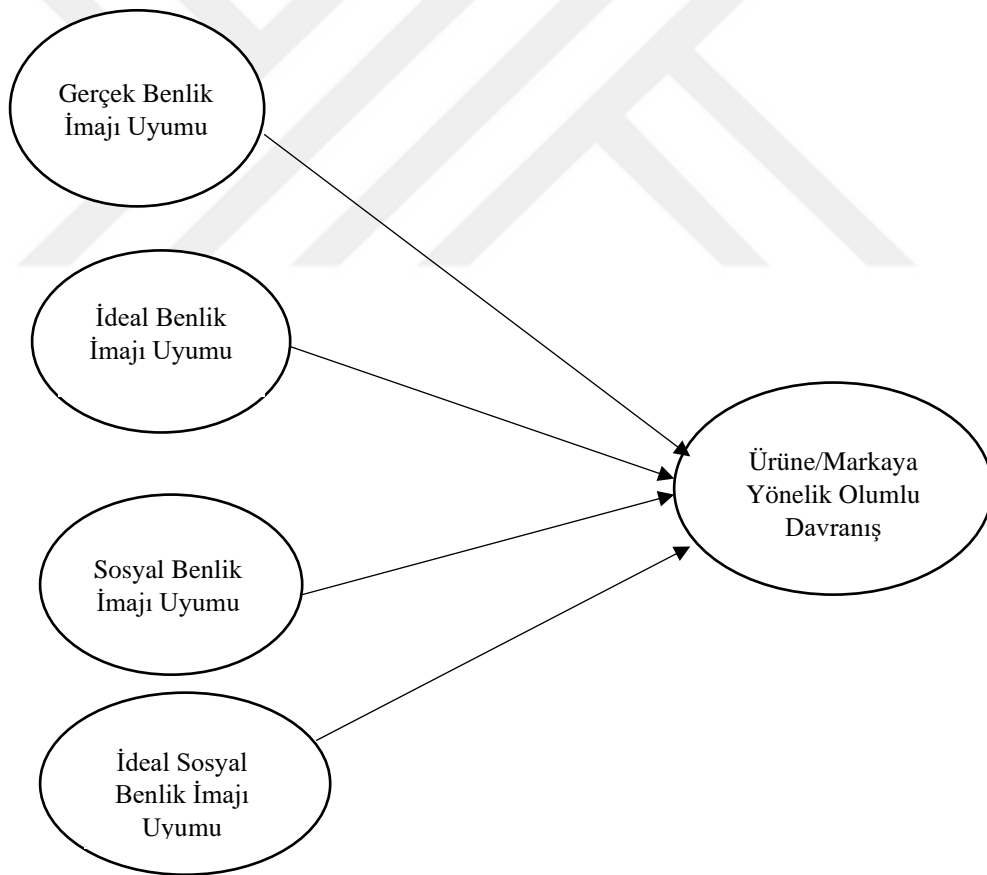 Gerçek Benlik
İmajı Uyumu
İdeal Benlik
İmajı Uyumu
Sosyal Benlik
İmajı Uyumu
İdeal Sosyal
Benlik İmajı
Uyumu
Ürüne/Markaya
Yönelik Olumlu
Davranış